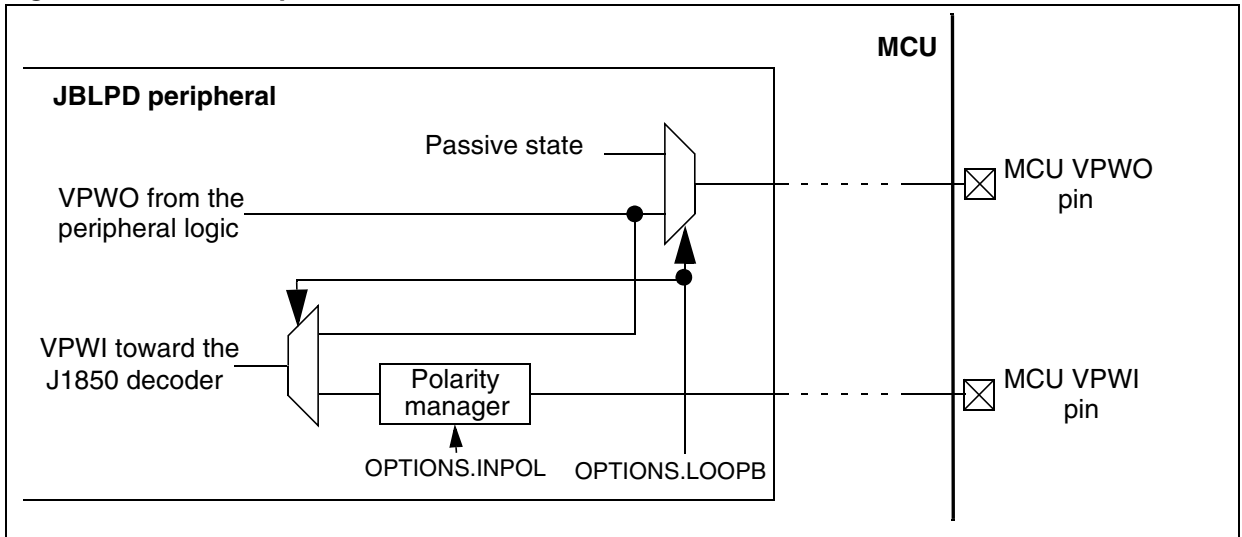 MCU
JBLPD peripheral
Passive state
VPWO from the
peripheral logic
MCU VPWO
pin
VPWI toward the
J1850 decoder
Polarity
manager
MCU VPWI
pin
OPTIONS.INPOL
OPTIONS.LOOPB